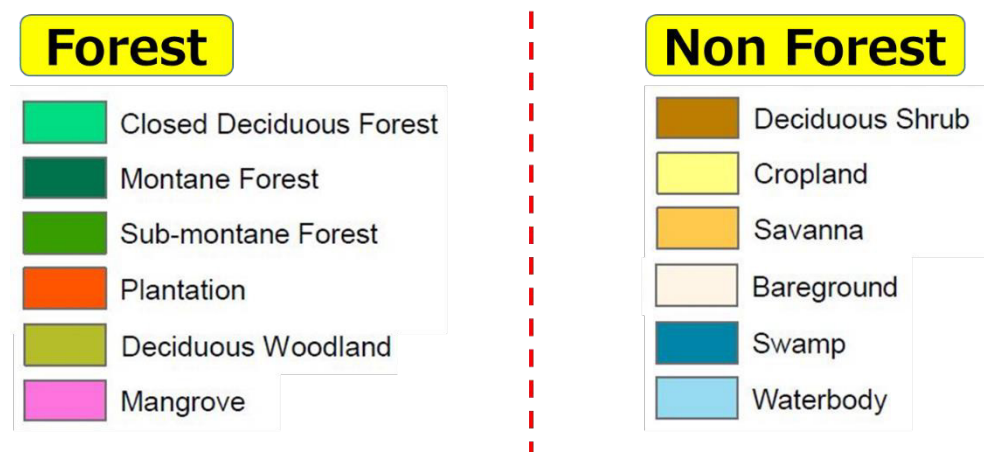 Forest
Closed Deciduous Forest
Montane Forest
Sub-montane Forest
Plantation
Deciduous Woodland
Mangrove
Non Forest
Deciduous Shrub
Cropland
Savanna
Bareground
Swamp
Waterbody